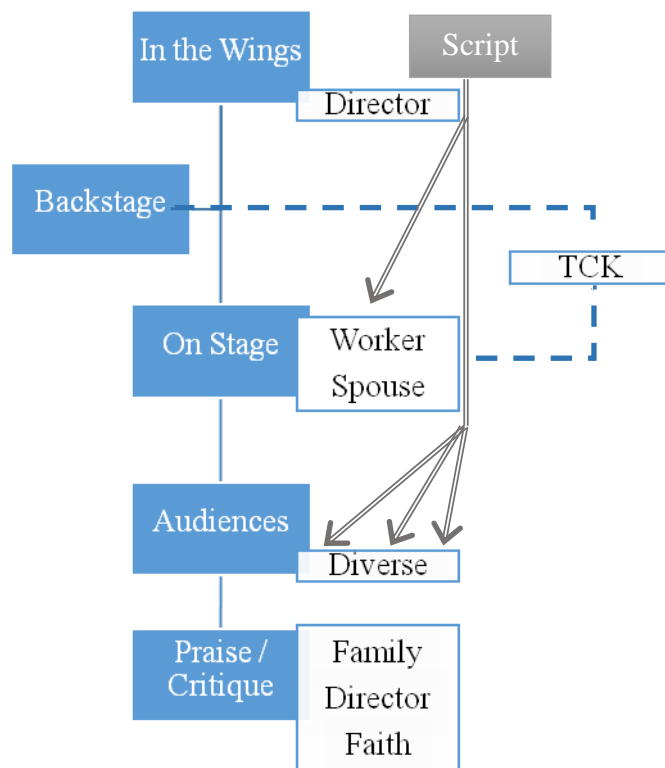 In the Wings
Script
Director
Backstage
TCK
On Stage
Worker
Spouse
Audiences
Diverse
Praise /
Critique
Family
Director
Faith